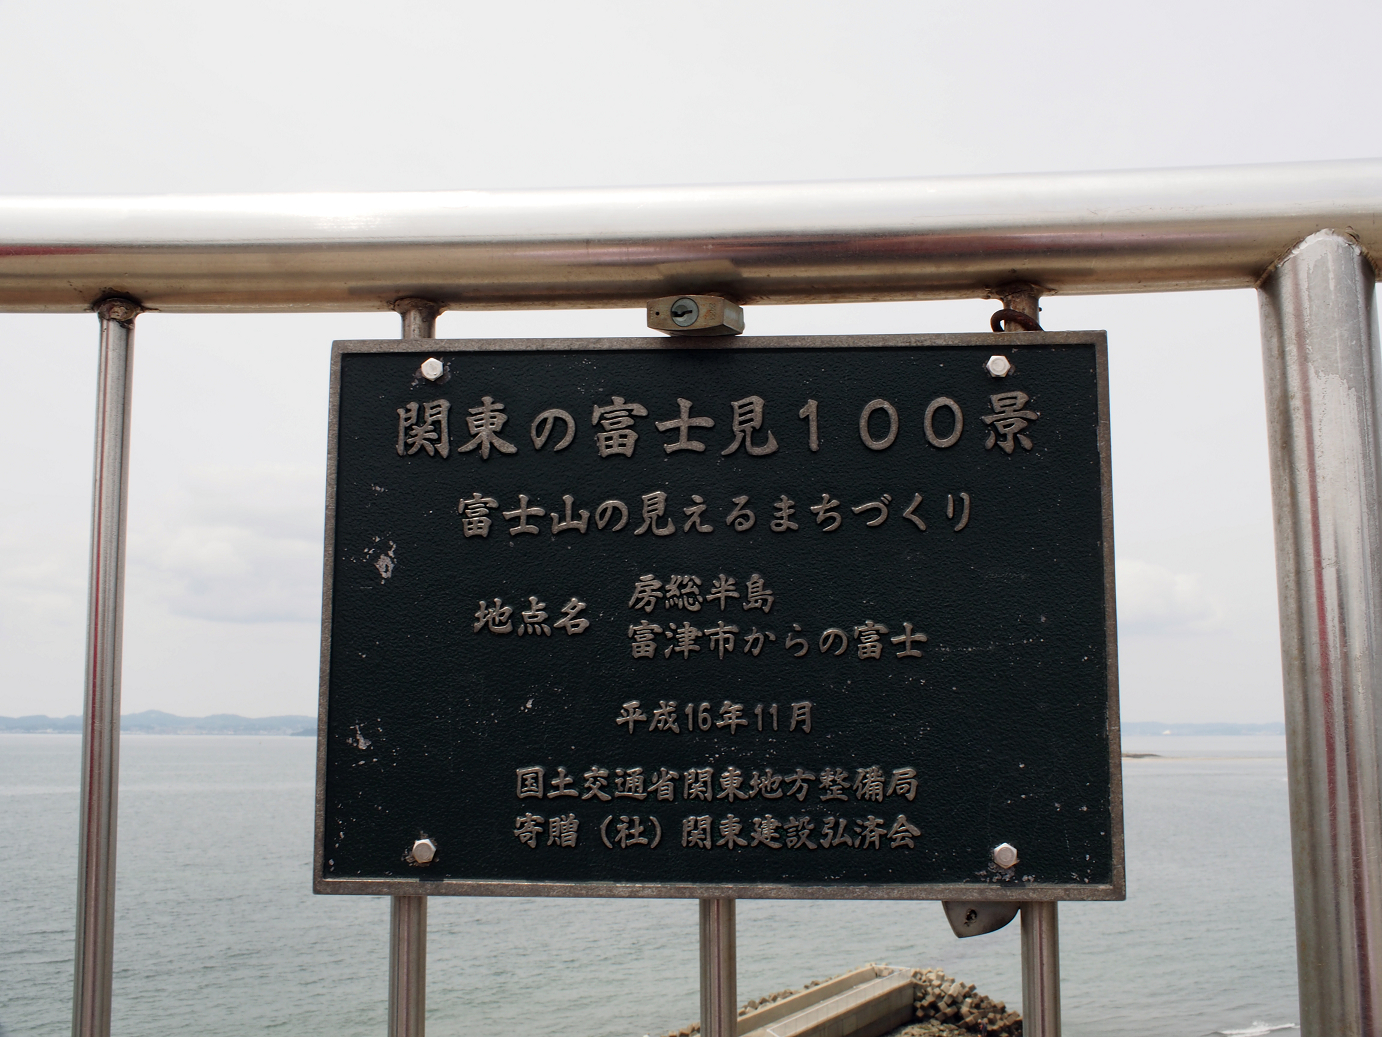 関東の富士見１００景
富士山の見えるまちづくり
地点名
房総半島
富津市からの富士
平成16年11月
国土交通省関東地方整備局
寄贈（社）関東建設弘済会